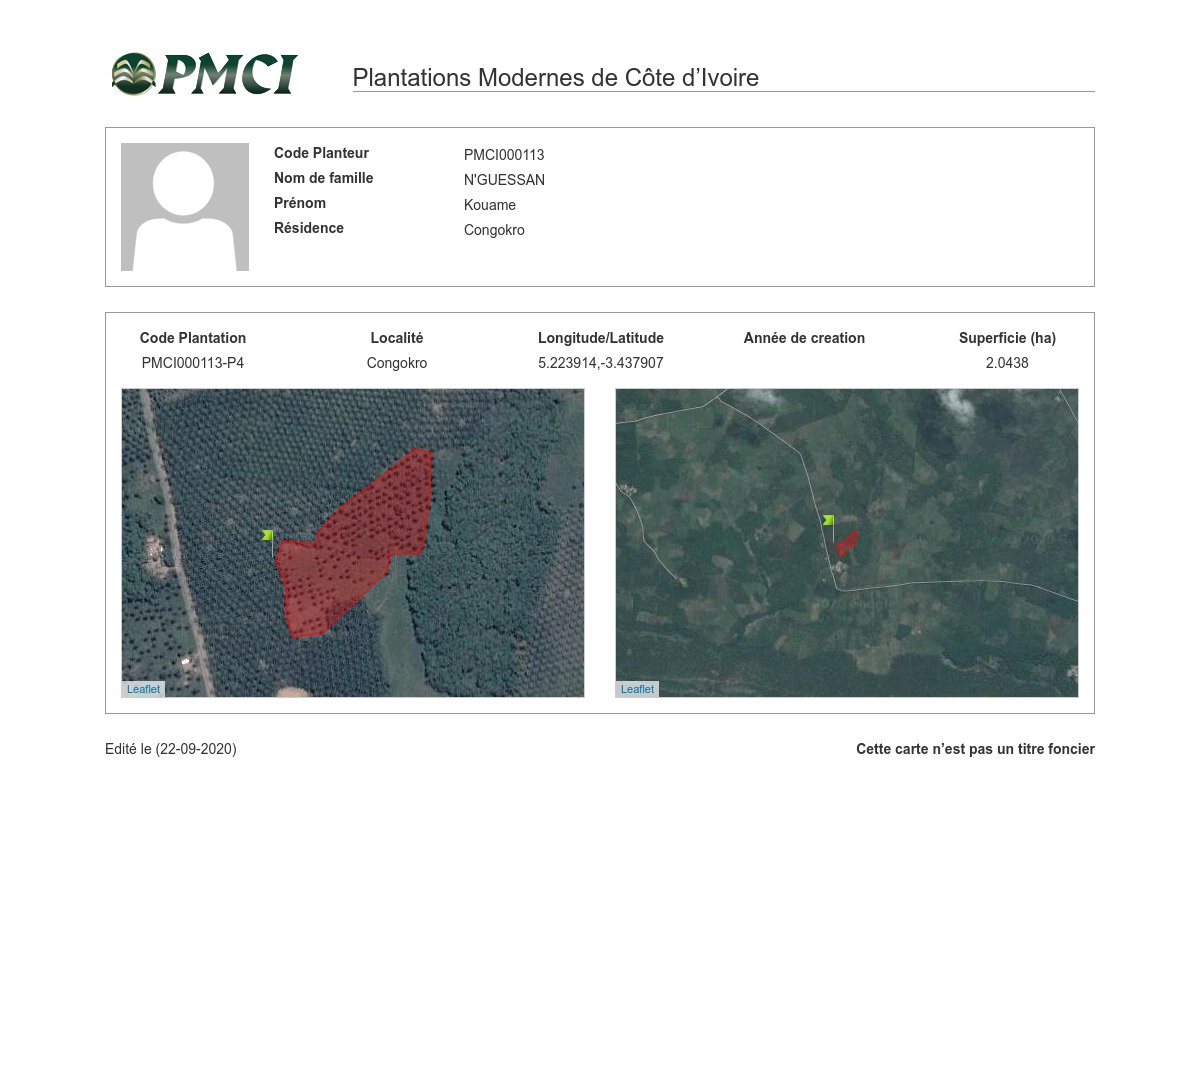 PMCI
Plantations Modernes de Côte d’Ivoire
Code Planteur PMCI000113
Nom de famille N'GUESSAN
Prénom Kouame
Résidence Congokro
Code Plantation Localité Longitude/Latitude Année de creation Superficie (ha)
PMCI000113-P4 Congokro 5.223914,-3.437907 2.0438
Leaflet Leaflet
Edité le (22-09-2020) Cette carte n’est pas un titre foncier